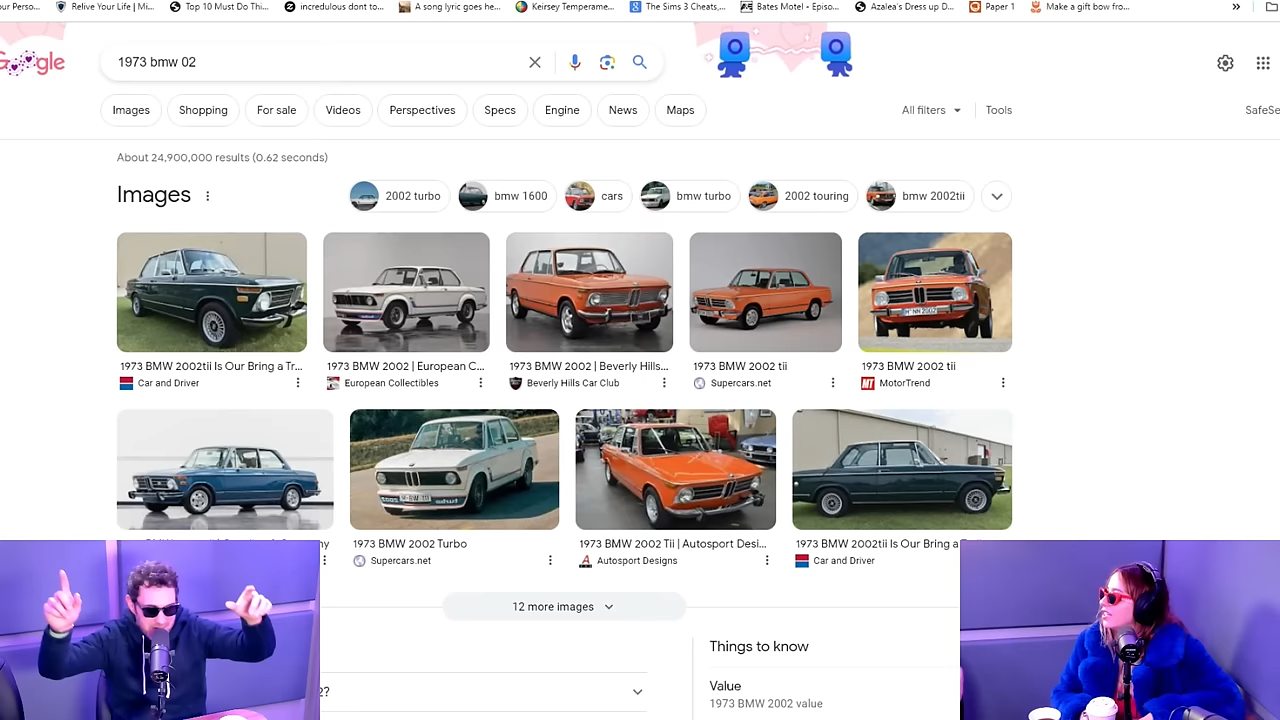 our Perso...
Relive Your Life | Mi...
Top 10 Must Do Thi...
incredulous dont to...
A song lyric goes he...
Keirsey Temperame...
The Sims 3 Cheats,...
Bates Motel • Episo...
Azalea's Dress up D...
Paper 1
Make a gift bow fro...
Google
1973 bmw 02
Images
Shopping
For sale
Videos
Perspectives
Specs
Engine
News
Maps
All filters
Tools
SafeSe
About 24,900,000 results (0.62 seconds)
Images
2002 turbo
bmw 1600
cars
bmw turbo
2002 touring
bmw 2002tii
1973 BMW 2002tii Is Our Bring a Tr...
Car and Driver
1973 BMW 2002 | European C...
European Collectibles
1973 BMW 2002 | Beverly Hills...
Beverly Hills Car Club
1973 BMW 2002 tii
Supercars.net
1973 BMW 2002 tii
MotorTrend
1973 BMW 2002 Turbo
Supercars.net
1973 BMW 2002 Tii | Autosport Desi...
Autosport Designs
1973 BMW 2002tii Is Our Bring a
Car and Driver
12 more images
Things to know
?
Value
1973 BMW 2002 value